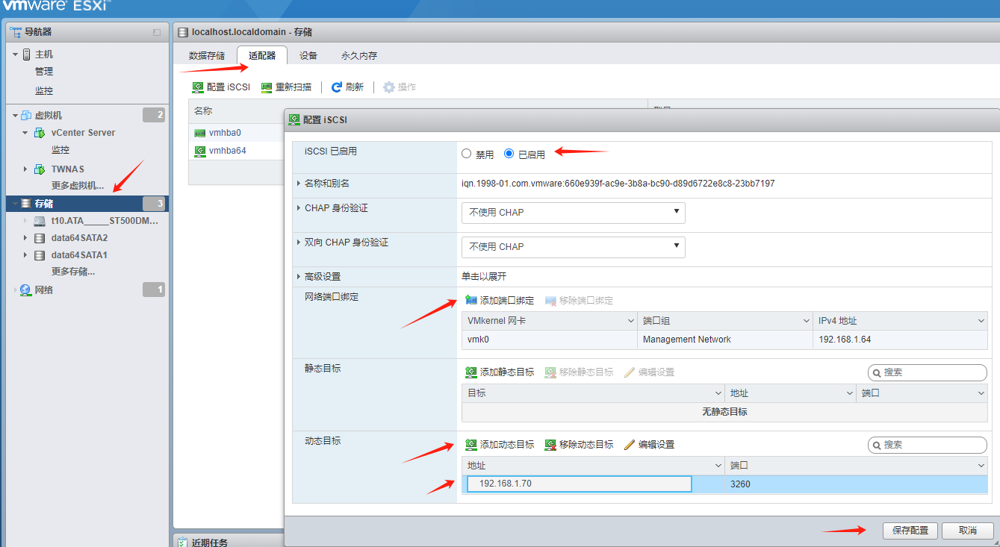 vmware ESXi™
导航器
主机
管理
监控
虚拟机 2
vCenter Server
监控
TWNAS
更多虚拟机...
存储 3
t10.ATA_____ST500DM...
data64SATA2
data64SATA1
更多存储...
网络 1
localhost.localdomain - 存储
数据存储 适配器 设备 永久内存
配置 iSCSI 重新扫描 刷新 操作
名称
vmhba0
vmhba64
配置 iSCSI
iSCSI 已启用 禁用 已启用
名称和别名 iqn.1998-01.com.vmware:660e939f-ac9e-3b8a-bc90-d89d6722e8c8-23bb7197
CHAP 身份验证 不使用 CHAP
双向 CHAP 身份验证 不使用 CHAP
高级设置 单击以展开
网络端口绑定 添加端口绑定 移除端口绑定
VMkernel 网卡 端口组 IPv4 地址
vmk0 Management Network 192.168.1.64
静态目标 添加静态目标 移除静态目标 编辑设置 搜索
目标 地址 端口
无静态目标
动态目标 添加动态目标 移除动态目标 编辑设置 搜索
地址 端口
192.168.1.70 3260
保存配置 取消
近期任务